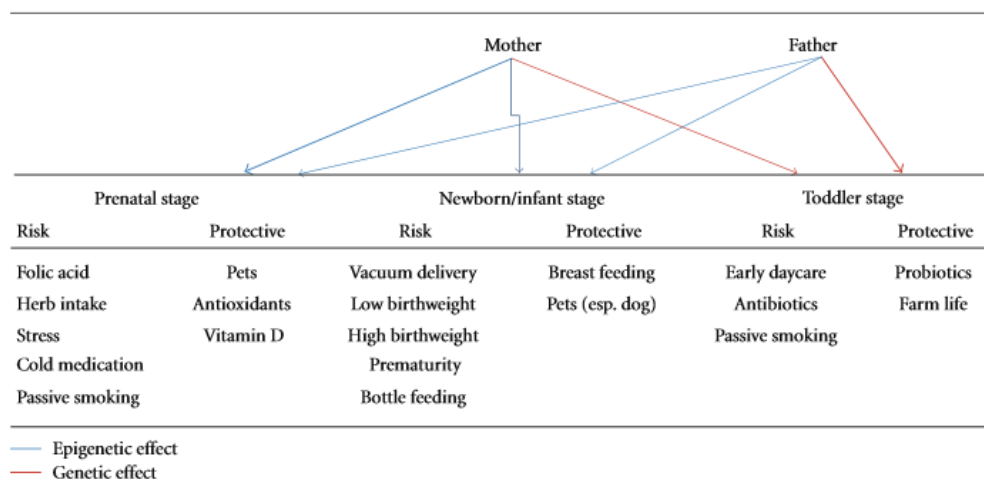 Mother Father
Prenatal stage Newborn/infant stage Toddler stage
Risk Protective Risk Protective Risk Protective
Folic acid Pets Vacuum delivery Breast feeding Early daycare Probiotics
Herb intake Antioxidants Low birthweight Pets (esp. dog) Antibiotics Farm life
Stress Vitamin D High birthweight Passive smoking
Cold medication Prematurity
Passive smoking Bottle feeding
Epigenetic effect
Genetic effect